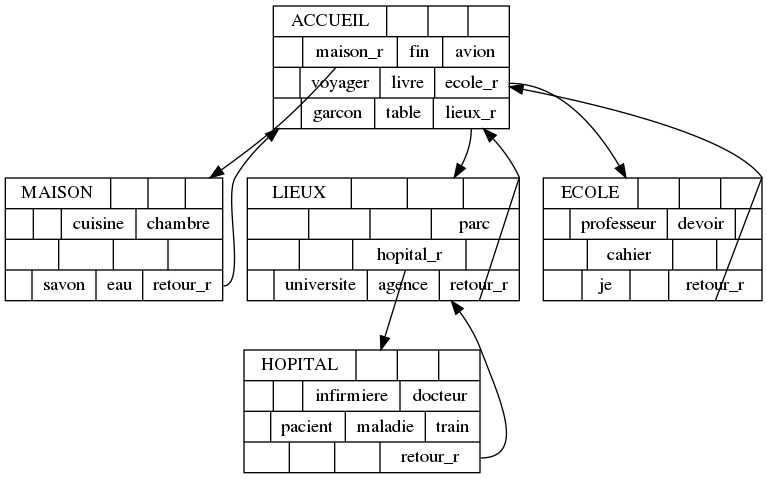 ACCUEIL
maison_r fin avion
voyager livre ecole_r
garcon table lieux_r
MAISON
cuisine chambre
savon eau retour_r
LIEUX
parc
hopital_r
universite agence retour_r
ECOLE
professeur devoir
cahier
je retour_r
HOPITAL
infirmiere docteur
pacient maladie train
retour_r